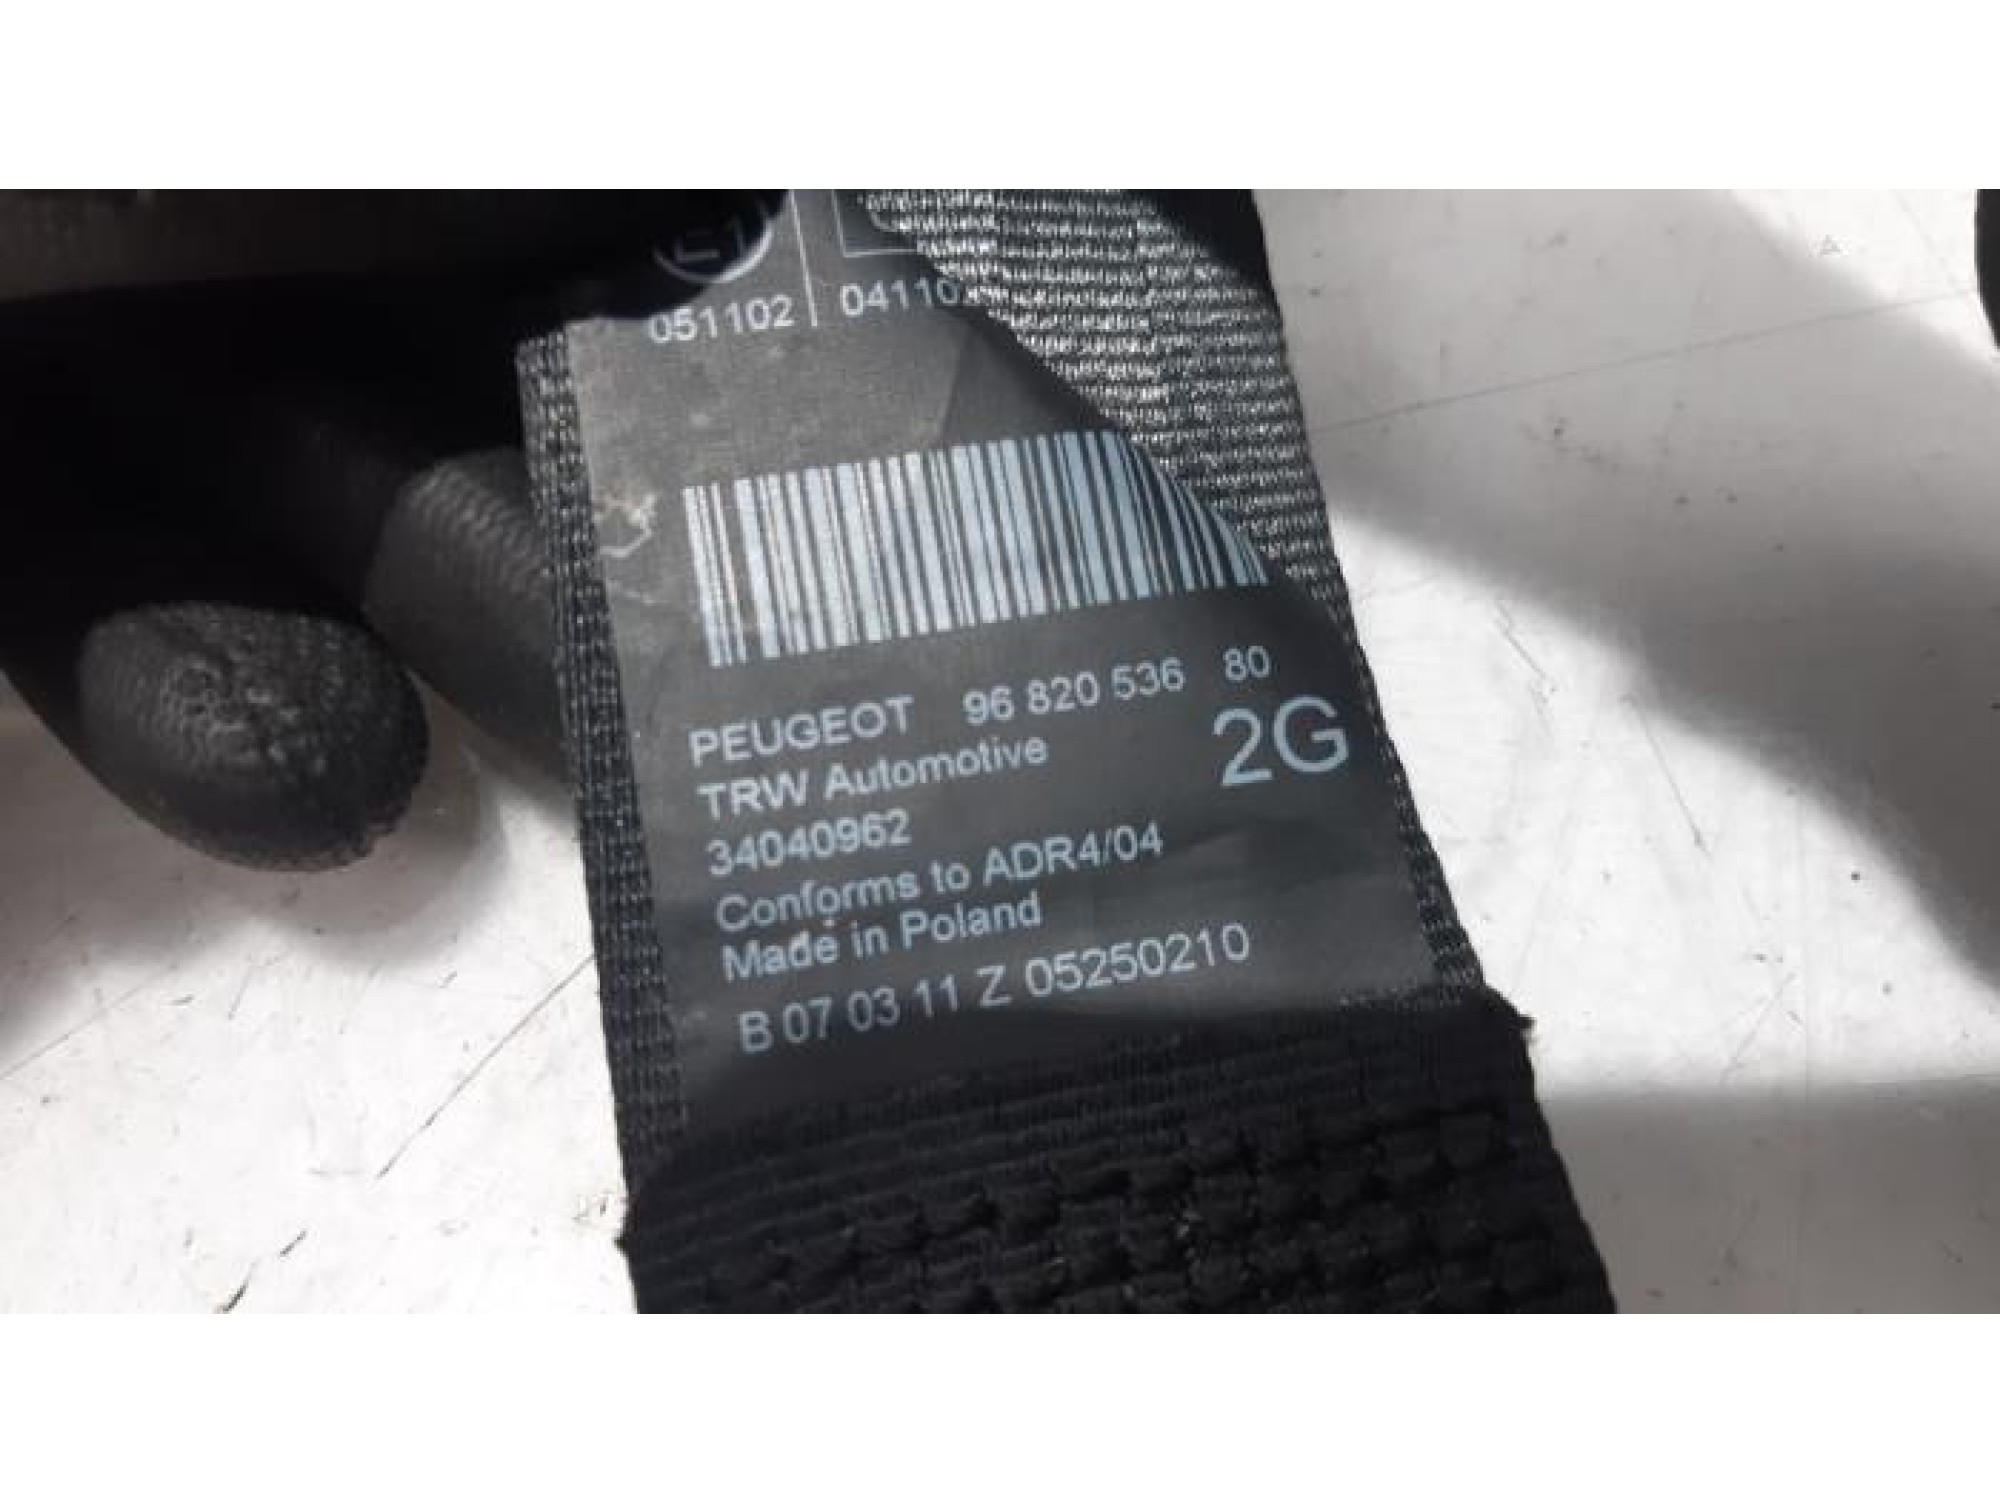 051102
PEUGEOT 96 820 536 80
TRW Automotive 2G
34040962
Conforms to ADR4/04
Made in Poland
B 07 03 11 Z 05250210